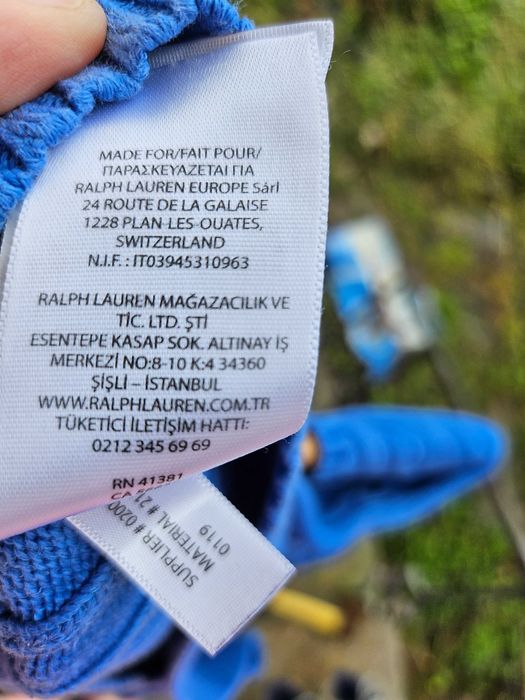 MADE FOR/FAIT POUR/
ΠΑΡΑΣΚΕΥΑΖΕΤΑΙ ΓΙΑ
RALPH LAUREN EUROPE Sárl
24 ROUTE DE LA GALAISE
1228 PLAN-LES-OUATES,
SWITZERLAND
N.I.F. : IT03945310963
RALPH LAUREN MAĞAZACILIK VE
TİC. LTD. ŞTİ
ESENTEPE KASAP SOK. ALTINAY İŞ
MERKEZİ NO:8-10 K:4 34360
ŞİŞLİ – İSTANBUL
WWW.RALPHLAUREN.COM.TR
TÜKETİCİ İLETİŞİM HATTI:
0212 345 69 69
RN 41381
CA
SUPPLIER # 0200
MATERIAL # 21
0119